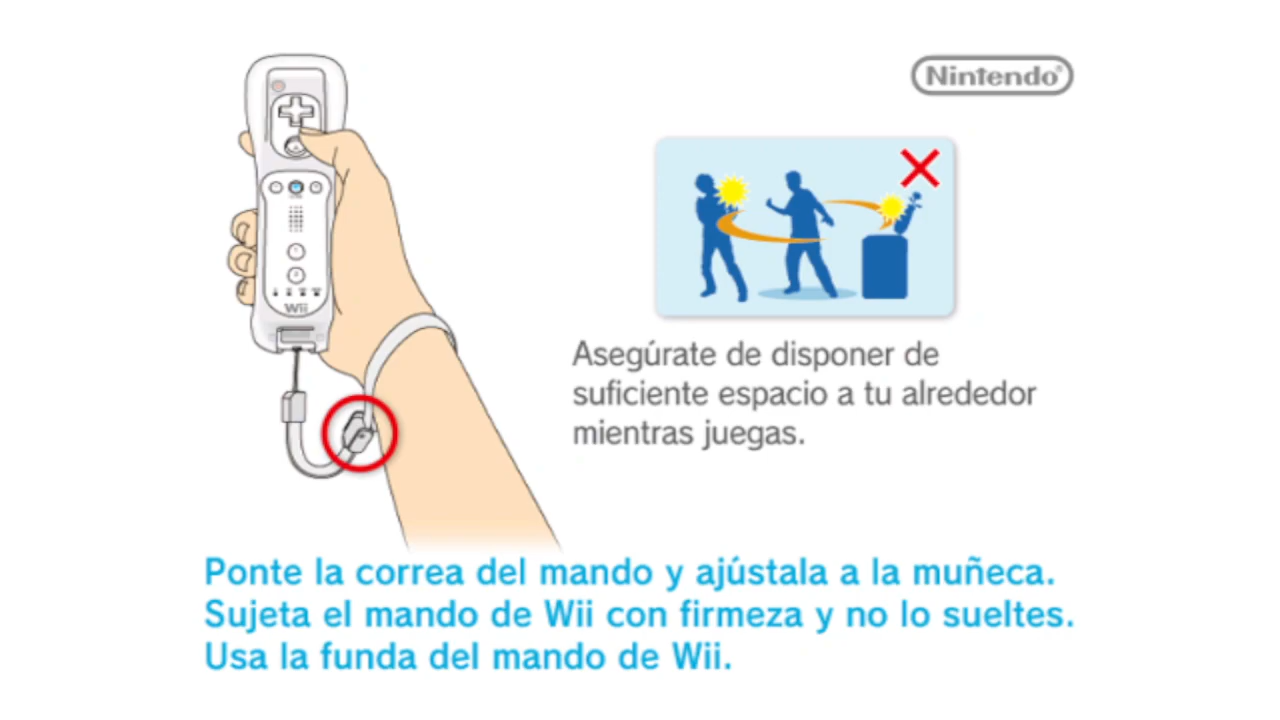 Nintendo®
Asegúrate de disponer de
suficiente espacio a tu alrededor
mientras juegas.
Wii
Ponte la correa del mando y ajústala a la muñeca.
Sujeta el mando de Wii con firmeza y no lo sueltes.
Usa la funda del mando de Wii.